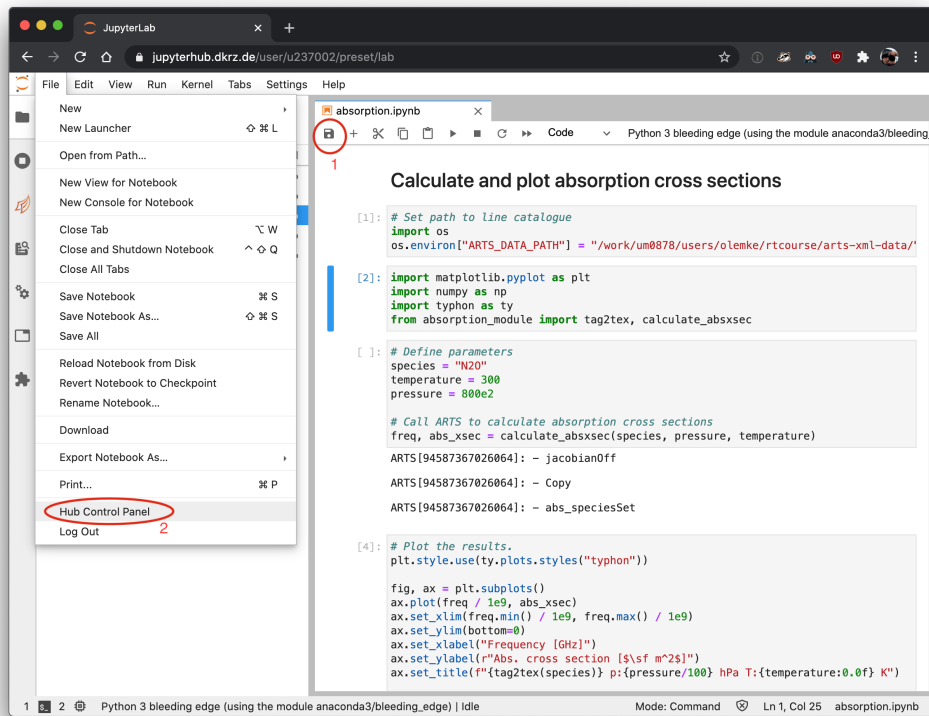 JupyterLab
jupyterhub.dkrz.de/user/u237002/preset/lab
File Edit View Run Kernel Tabs Settings Help
New
New Launcher ⇧ ⌘ L
Open from Path...
New View for Notebook
New Console for Notebook
Close Tab ⌥ W
Close and Shutdown Notebook ^ ⇧ Q
Close All Tabs
Save Notebook ⌘ S
Save Notebook As... ⇧ ⌘ S
Save All
Reload Notebook from Disk
Revert Notebook to Checkpoint
Rename Notebook...
Download
Export Notebook As...
Print... ⌘ P
Hub Control Panel
2
Log Out
absorption.ipynb
Code Python 3 bleeding edge (using the module anaconda3/bleeding_
1
Calculate and plot absorption cross sections
[1]: # Set path to line catalogue
import os
os.environ["ARTS_DATA_PATH"] = "/work/um0878/users/olemke/rtcourse/arts-xml-data/"
[2]: import matplotlib.pyplot as plt
import numpy as np
import typhon as ty
from absorption_module import tag2tex, calculate_absxsec
[ ]: # Define parameters
species = "N2O"
temperature = 300
pressure = 800e2
# Call ARTS to calculate absorption cross sections
freq, abs_xsec = calculate_absxsec(species, pressure, temperature)
ARTS[94587367026064]: - jacobianOff
ARTS[94587367026064]: - Copy
ARTS[94587367026064]: - abs_speciesSet
[4]: # Plot the results.
plt.style.use(ty.plots.styles("typhon"))
fig, ax = plt.subplots()
ax.plot(freq / 1e9, abs_xsec)
ax.set_xlim(freq.min() / 1e9, freq.max() / 1e9)
ax.set_ylim(bottom=0)
ax.set_xlabel("Frequency [GHz]")
ax.set_ylabel(r"Abs. cross section [$\sf m^2$]")
ax.set_title(f"{tag2tex(species)} p:{pressure/100} hPa T:{temperature:0.0f} K")
1 2 Python 3 bleeding edge (using the module anaconda3/bleeding_edge) | Idle Mode: Command Ln 1, Col 25 absorption.ipynb